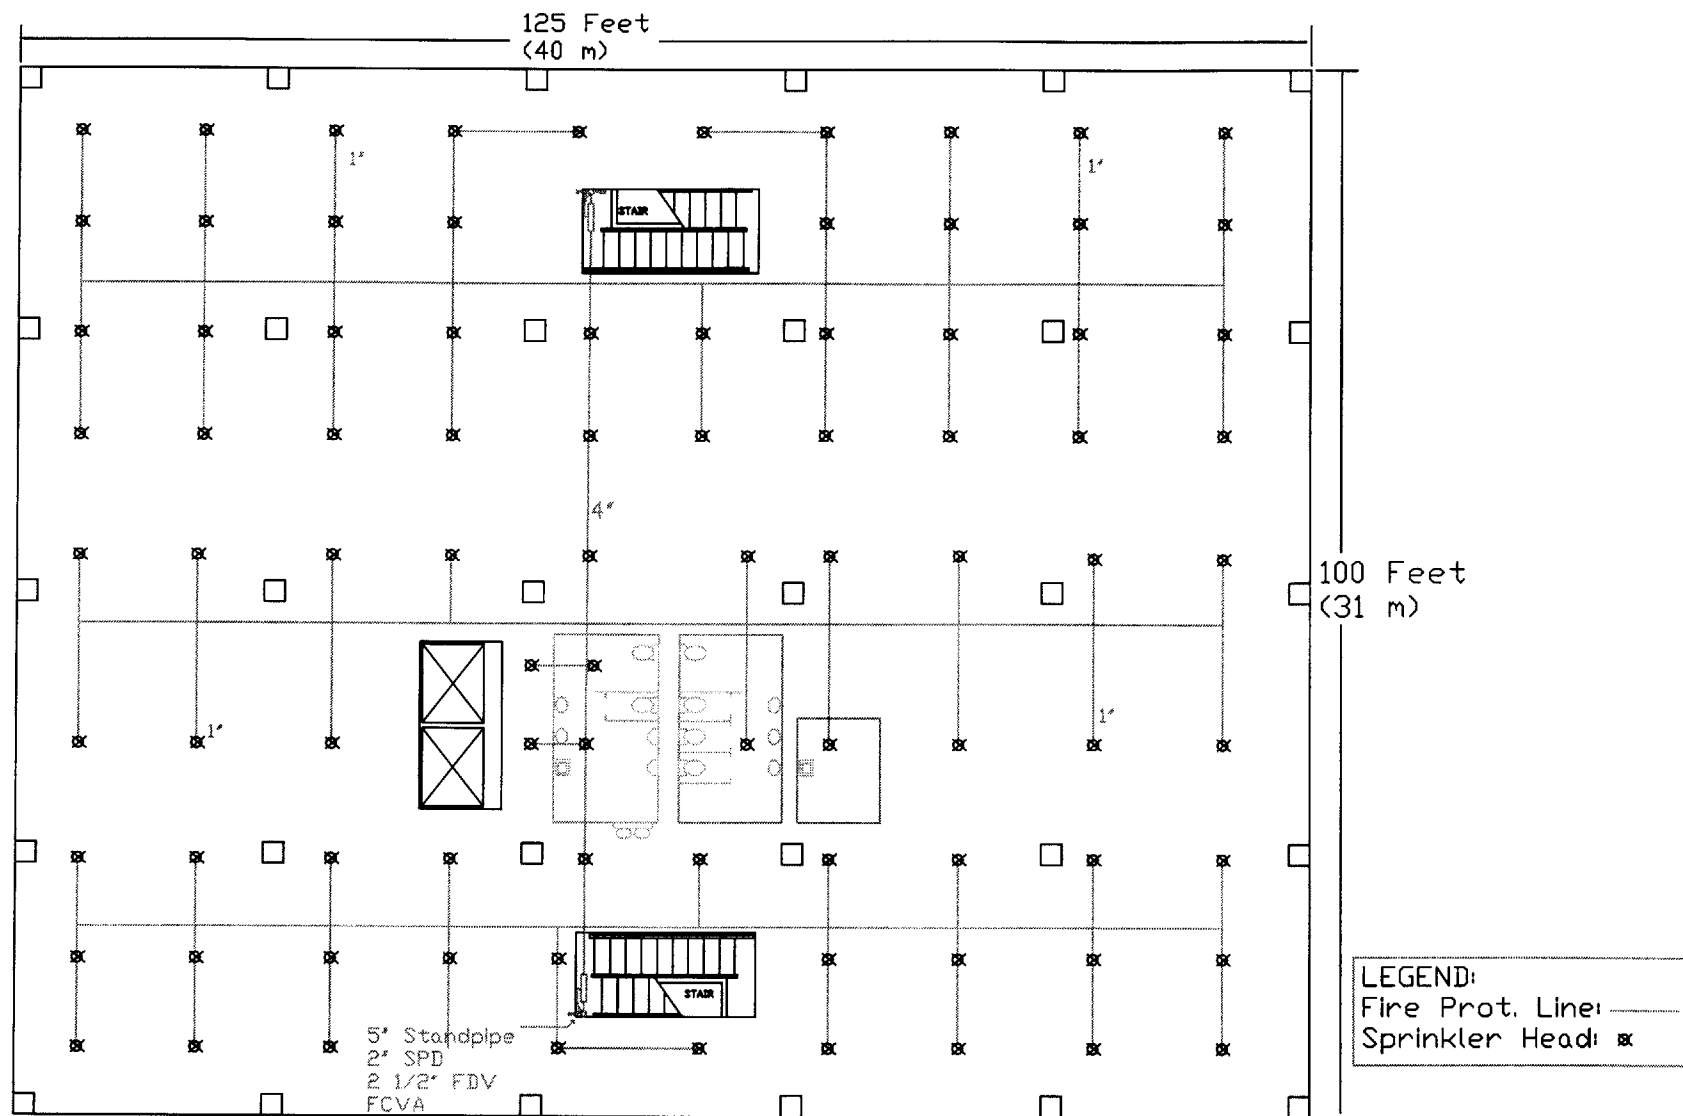 125 Feet
(40 m)
1"
1"
STAIR
4"
100 Feet
(31 m)
1"
1"
STAIR
5" Standpipe
2" SPD
2 1/2" FDV
FCVA
LEGEND:
Fire Prot. Line:
Sprinkler Head: